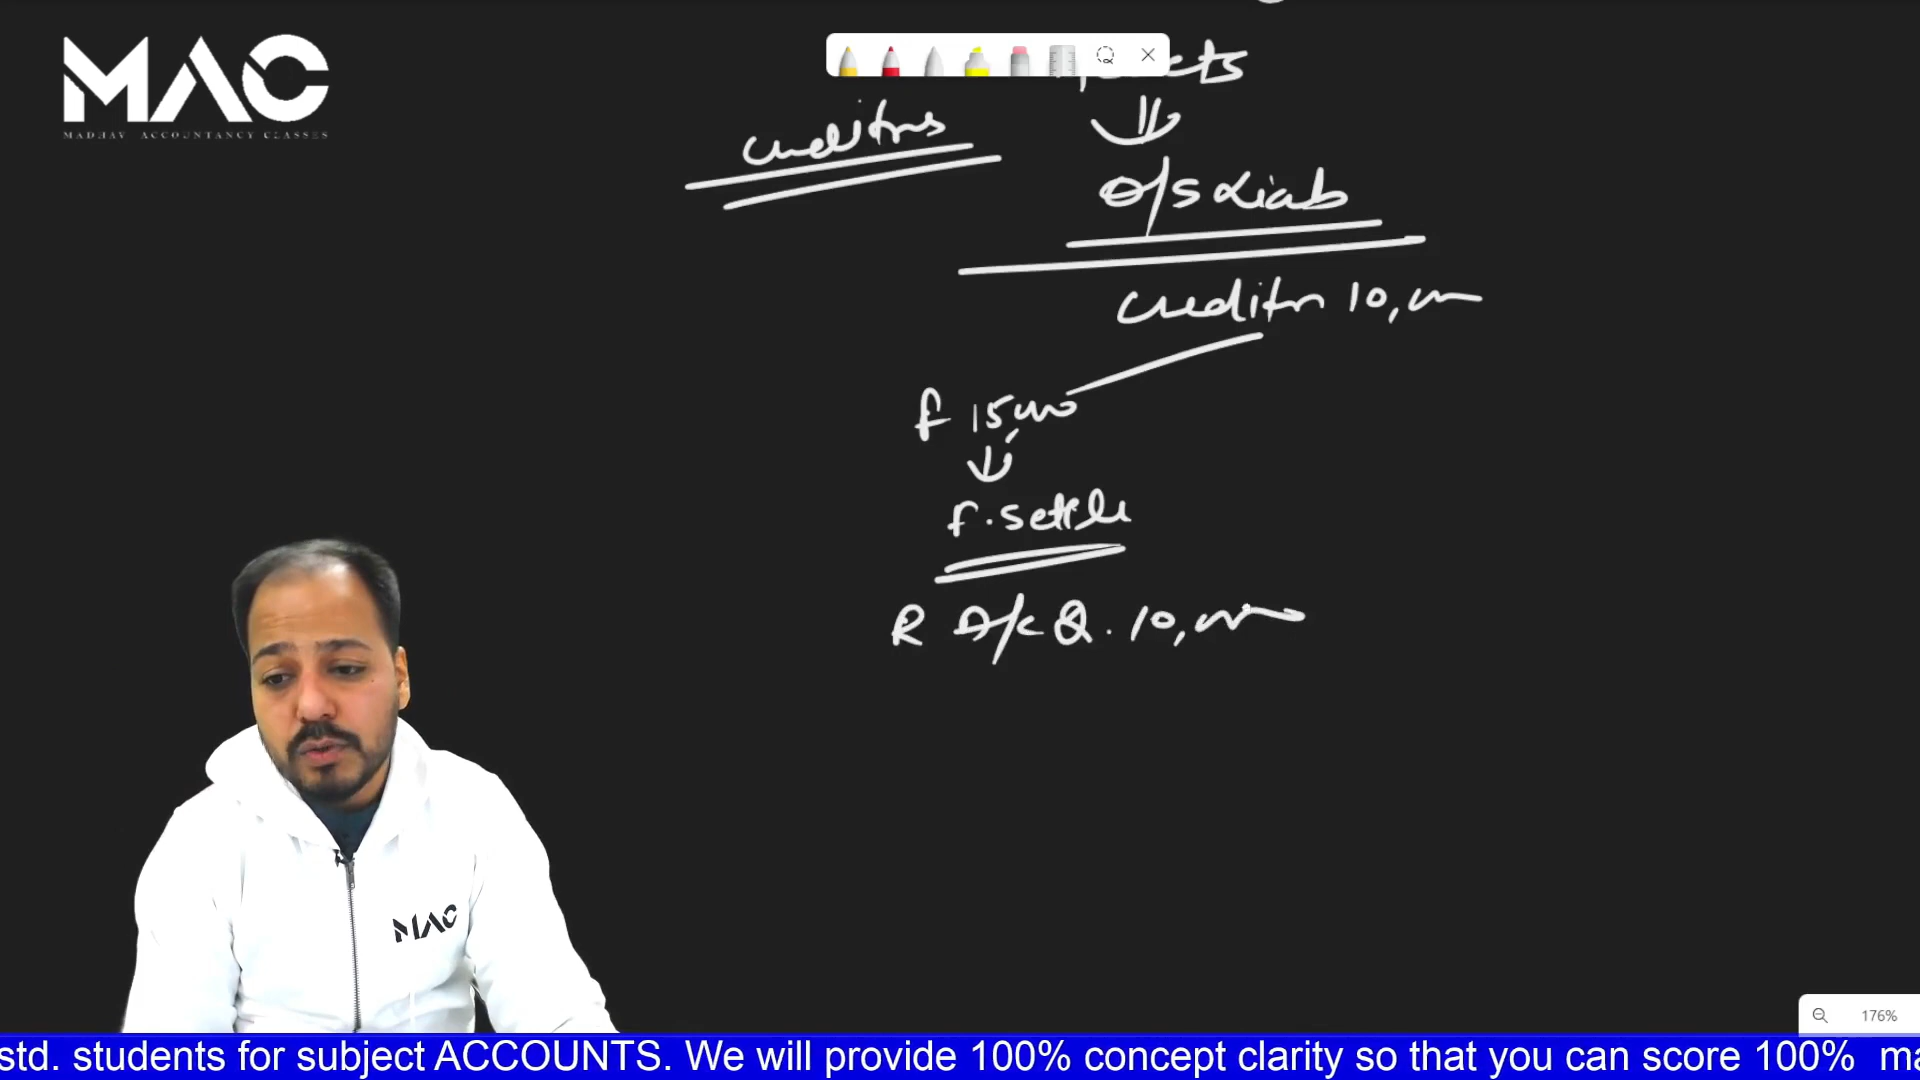 MAC
MADHAV ACCOUNTANCY CLASSES
creditors
O/S Liab
creditor 10,000
F 15,000
F. settle
R A/c Q. 10,000
MAC
176%
std. students for subject ACCOUNTS. We will provide 100% concept clarity so that you can score 100% ma